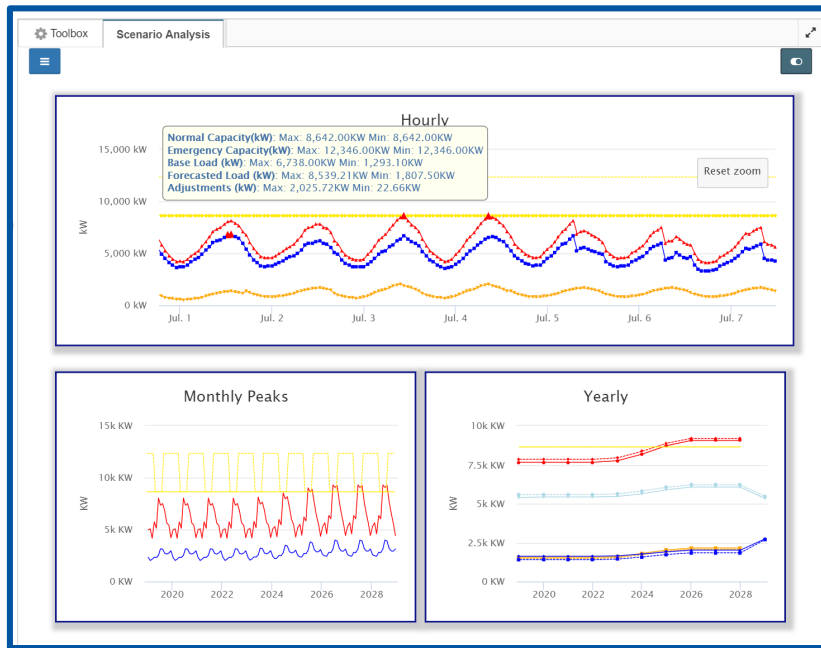 Toolbox
Scenario Analysis
Hourly
Normal Capacity(kW): Max: 8,642.00KW Min: 8,642.00KW
Emergency Capacity(kW): Max: 12,346.00KW Min: 12,346.00KW
Base Load (kW): Max: 6,738.00KW Min: 1,293.10KW
Forecasted Load (kW): Max: 8,539.21KW Min: 1,807.50KW
Adjustments (kW): Max: 2,025.72KW Min: 22.66KW
Reset zoom
15,000 kW
10,000 kW
5,000 kW
0 kW
kW
Jul. 1 Jul. 2 Jul. 3 Jul. 4 Jul. 5 Jul. 6 Jul. 7
Monthly Peaks
15k KW
10k KW
5k KW
0 KW
KW
2020 2022 2024 2026 2028
Yearly
10k KW
7.5k KW
5k KW
2.5k KW
0 KW
KW
2020 2022 2024 2026 2028